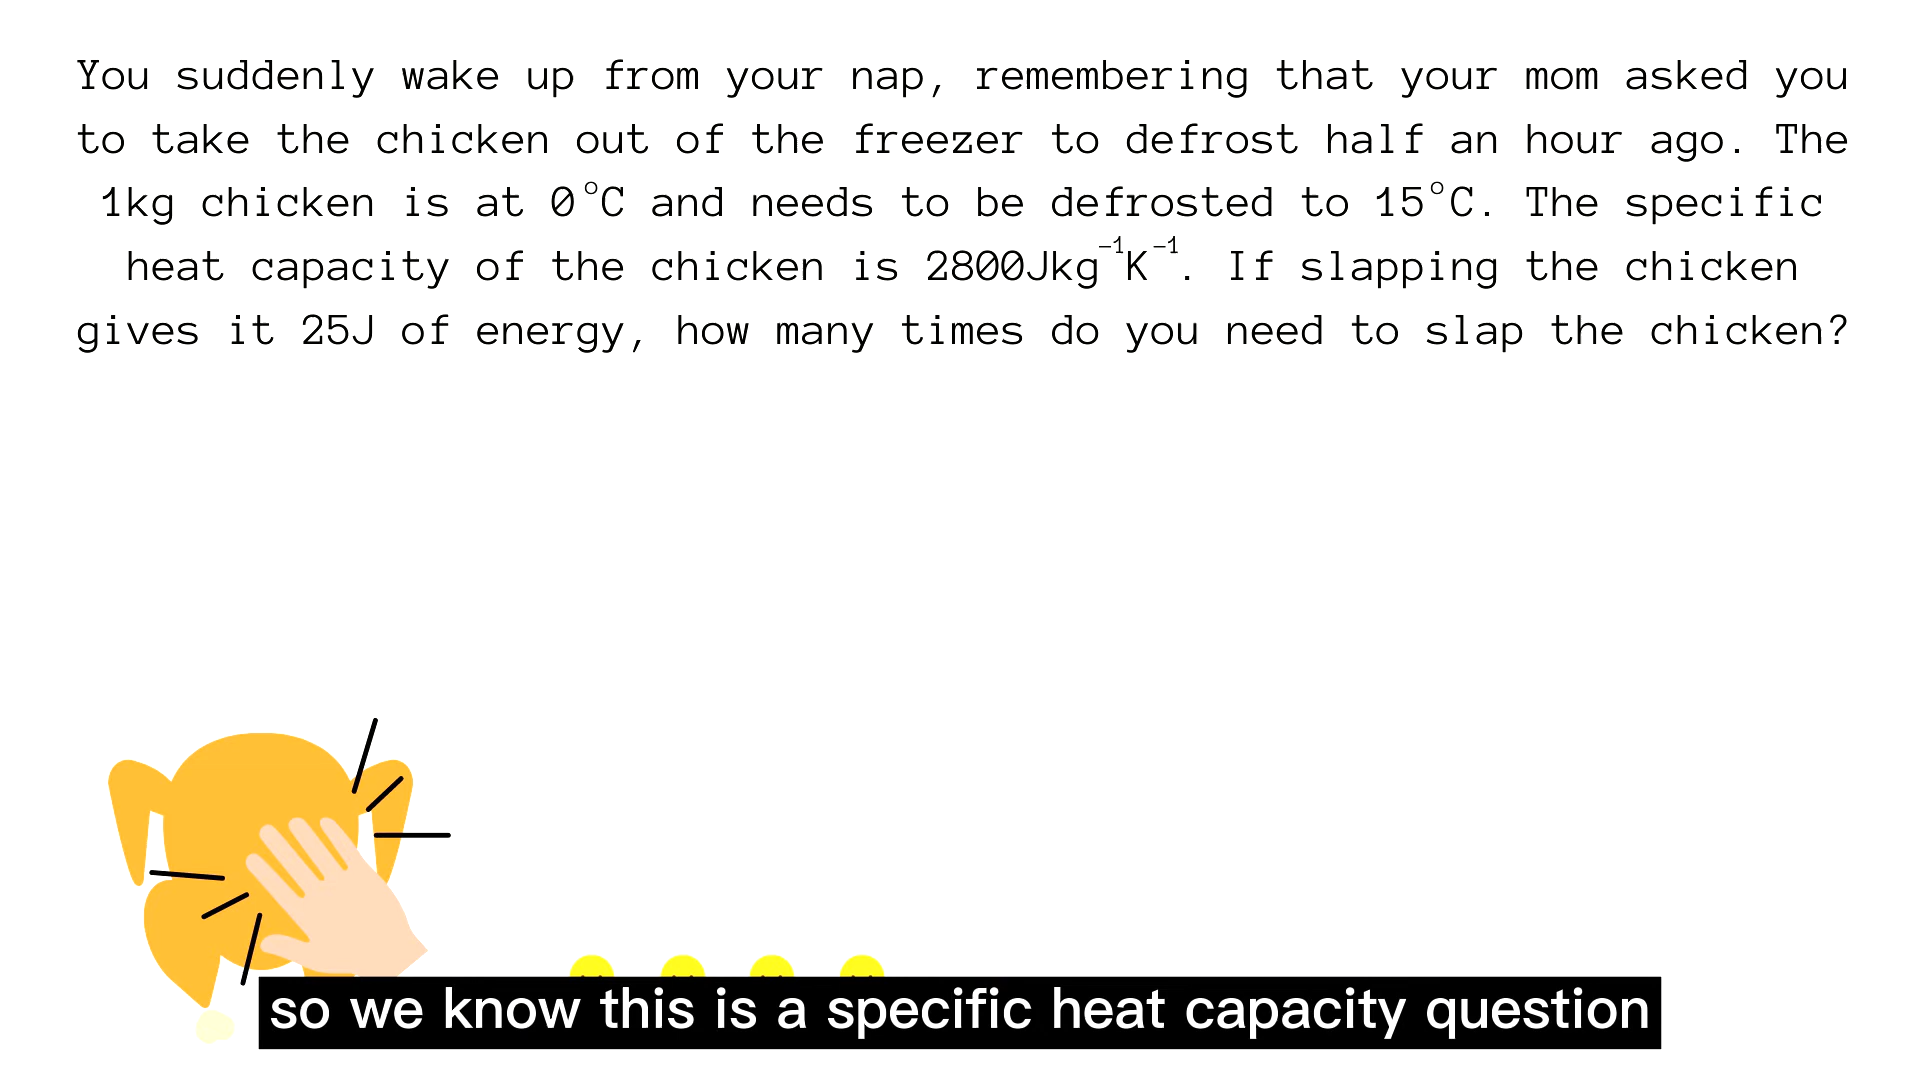 You suddenly wake up from your nap, remembering that your mom asked you
to take the chicken out of the freezer to defrost half an hour ago. The
1kg chicken is at 0°C and needs to be defrosted to 15°C. The specific
heat capacity of the chicken is 2800Jkg⁻¹K⁻¹. If slapping the chicken
gives it 25J of energy, how many times do you need to slap the chicken?
so we know this is a specific heat capacity question